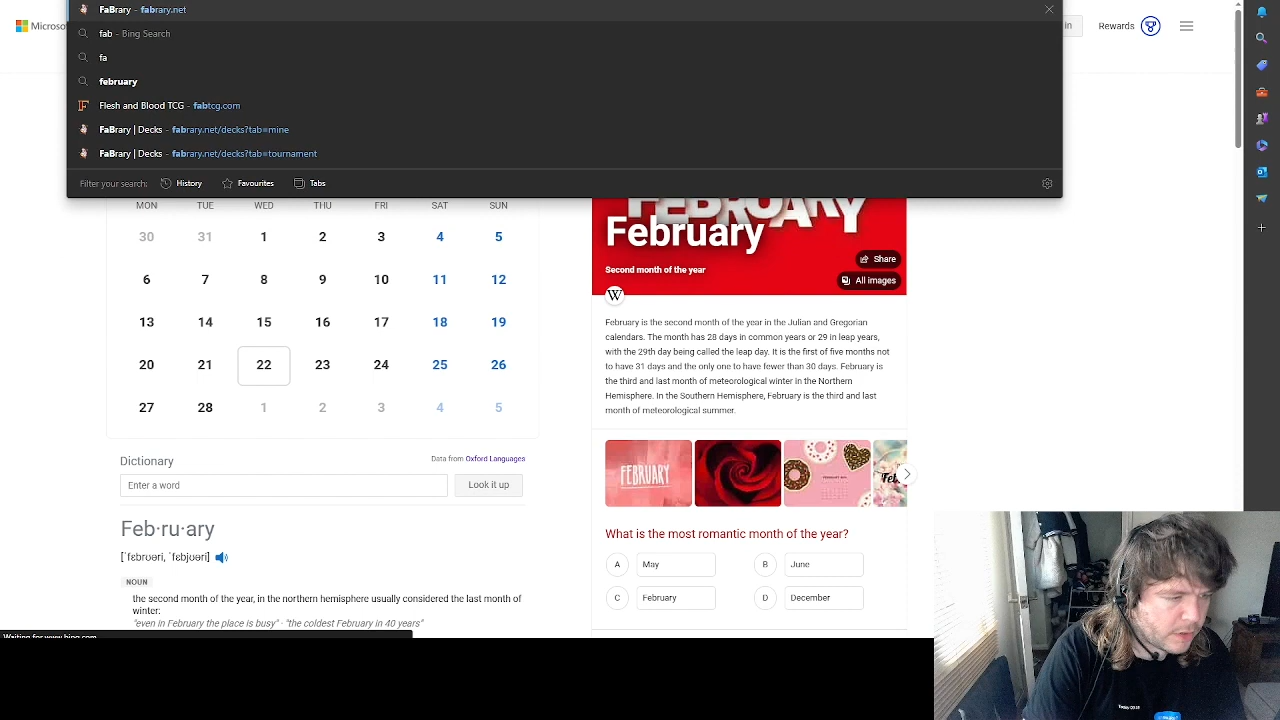 FaBrary – fabrary.net
fab – Bing Search
fa
february
Flesh and Blood TCG – fabtcg.com
FaBrary | Decks – fabrary.net/decks?tab=mine
FaBrary | Decks – fabrary.net/decks?tab=tournament
Filter your search: History Favourites Tabs
Microsof
in
Rewards
MON TUE WED THU FRI SAT SUN
30 31 1 2 3 4 5
6 7 8 9 10 11 12
13 14 15 16 17 18 19
20 21 22 23 24 25 26
27 28 1 2 3 4 5
Dictionary
Data from Oxford Languages
Enter a word
Look it up
Feb·ru·ary
[ˈfɛbrʊəri, ˈfɛbjʊəri]
NOUN
the second month of the year, in the northern hemisphere usually considered the last month of
winter:
"even in February the place is busy" · "the coldest February in 40 years"
Waiting for www.bing.com
FEBRUARY
February
Second month of the year
Share
All images
W
February is the second month of the year in the Julian and Gregorian
calendars. The month has 28 days in common years or 29 in leap years,
with the 29th day being called the leap day. It is the first of five months not
to have 31 days and the only one to have fewer than 30 days. February is
the third and last month of meteorological winter in the Northern
Hemisphere. In the Southern Hemisphere, February is the third and last
month of meteorological summer.
FEBRUARY
What is the most romantic month of the year?
A May
B June
C February
D December